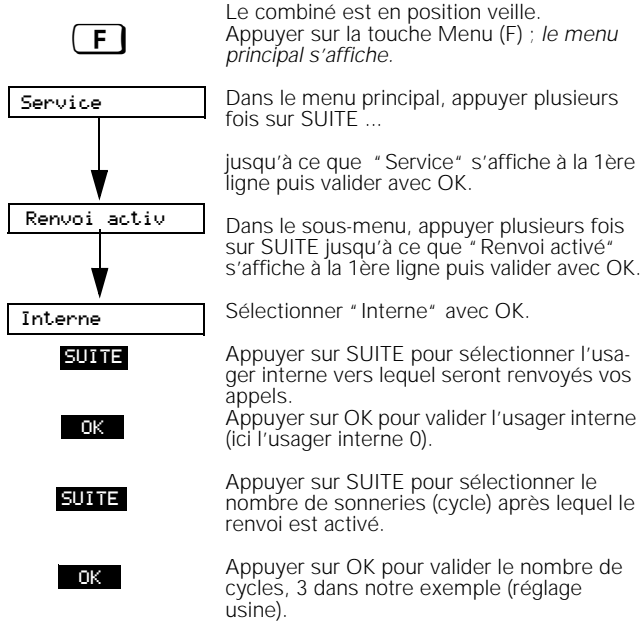 Le combiné est en position veille.
F
Appuyer sur la touche Menu (F) ; le menu
principal s'affiche.
Service
Dans le menu principal, appuyer plusieurs
fois sur SUITE ...
jusqu'à ce que "Service" s'affiche à la 1ère
ligne puis valider avec OK.
Renvoi activ
Dans le sous-menu, appuyer plusieurs fois
sur SUITE jusqu'à ce que "Renvoi activé"
s'affiche à la 1ère ligne puis valider avec OK.
Interne
Sélectionner "Interne" avec OK.
SUITE
Appuyer sur SUITE pour sélectionner l'usa-
ger interne vers lequel seront renvoyés vos
appels.
OK
Appuyer sur OK pour valider l'usager interne
(ici l'usager interne 0).
SUITE
Appuyer sur SUITE pour sélectionner le
nombre de sonneries (cycle) après lequel le
renvoi est activé.
OK
Appuyer sur OK pour valider le nombre de
cycles, 3 dans notre exemple (réglage
usine).